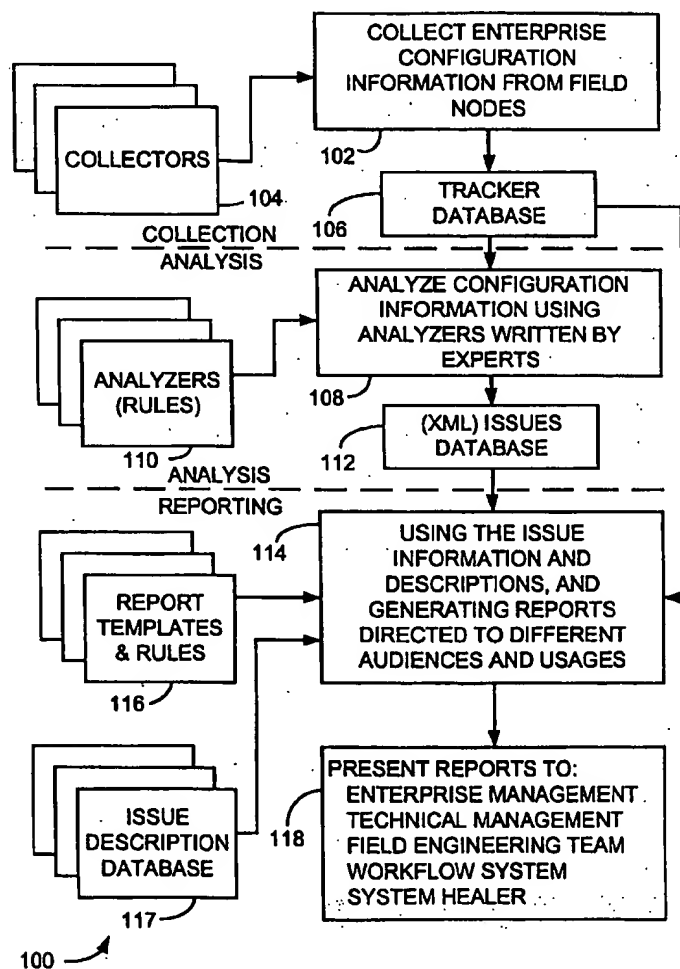 COLLECT ENTERPRISE
CONFIGURATION
INFORMATION FROM FIELD
NODES
102
COLLECTORS
104
TRACKER
DATABASE
106
COLLECTION
ANALYSIS
ANALYZE CONFIGURATION
INFORMATION USING
ANALYZERS WRITTEN BY
EXPERTS
108
ANALYZERS
(RULES)
110
(XML) ISSUES
DATABASE
112
ANALYSIS
REPORTING
114
USING THE ISSUE
INFORMATION AND
DESCRIPTIONS, AND
GENERATING REPORTS
DIRECTED TO DIFFERENT
AUDIENCES AND USAGES
REPORT
TEMPLATES
& RULES
116
ISSUE
DESCRIPTION
DATABASE
117
PRESENT REPORTS TO:
ENTERPRISE MANAGEMENT
TECHNICAL MANAGEMENT
FIELD ENGINEERING TEAM
WORKFLOW SYSTEM
SYSTEM HEALER
118
100